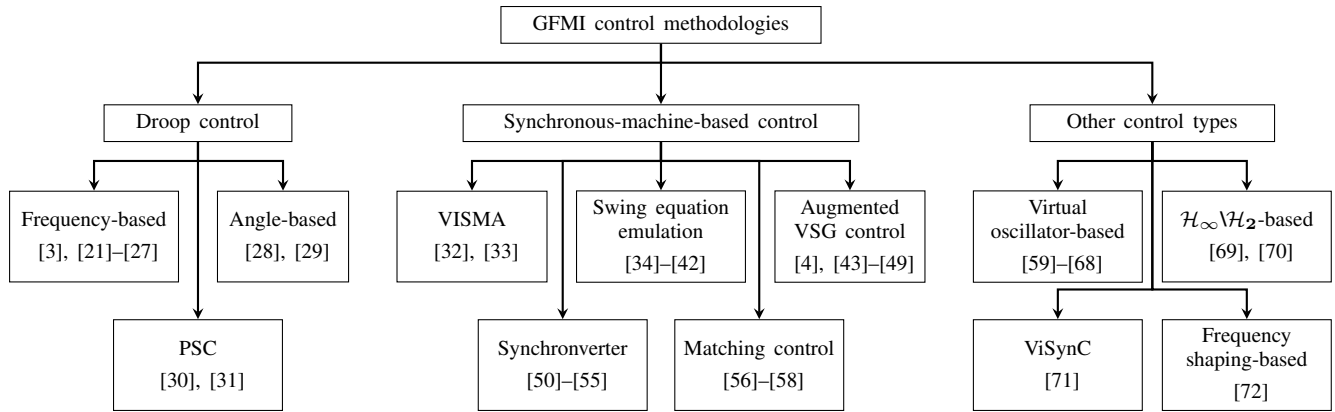 GFMI control methodologies
Droop control
Synchronous-machine-based control
Other control types
Frequency-based
[3], [21]–[27]
Angle-based
[28], [29]
VISMA
[32], [33]
Swing equation
emulation
[34]–[42]
Augmented
VSG control
[4], [43]–[49]
Virtual
oscillator-based
[59]–[68]
ℋ∞\ℋ₂-based
[69], [70]
PSC
[30], [31]
Synchronverter
[50]–[55]
Matching control
[56]–[58]
ViSynC
[71]
Frequency
shaping-based
[72]